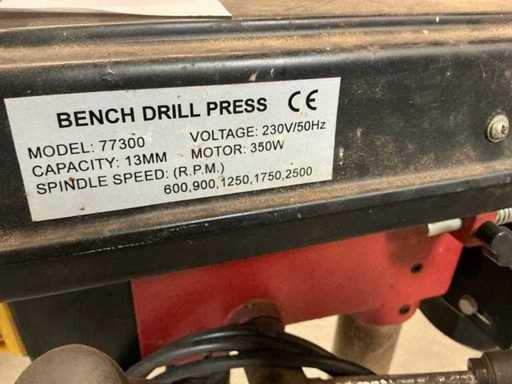 BENCH DRILL PRESS CE
MODEL: 77300 VOLTAGE: 230V/50Hz
CAPACITY: 13MM MOTOR: 350W
SPINDLE SPEED: (R.P.M.)
600,900,1250,1750,2500